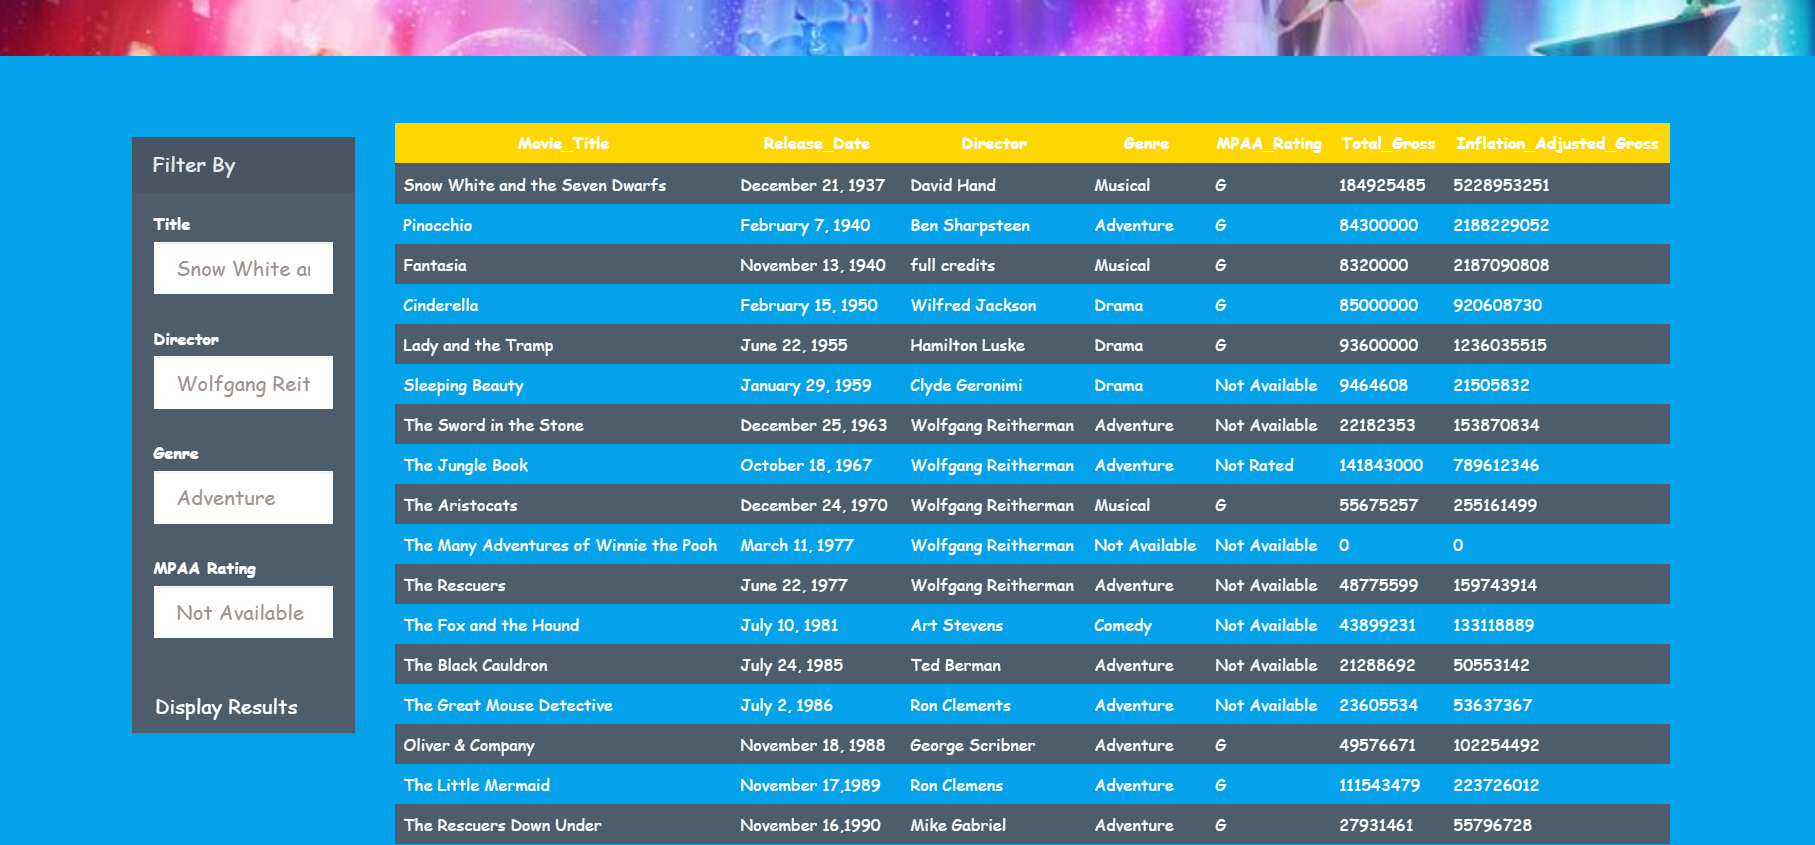 Filter By
Title
Snow White ar
Director
Wolfgang Reit
Genre
Adventure
MPAA Rating
Not Available
Display Results
Movie_Title Release_Date Director Genre MPAA_Rating Total_Gross Inflation_Adjusted_Gross
Snow White and the Seven Dwarfs December 21, 1937 David Hand Musical G 184925485 5228953251
Pinocchio February 7, 1940 Ben Sharpsteen Adventure G 84300000 2188229052
Fantasia November 13, 1940 full credits Musical G 8320000 2187090808
Cinderella February 15, 1950 Wilfred Jackson Drama G 85000000 920608730
Lady and the Tramp June 22, 1955 Hamilton Luske Drama G 93600000 1236035515
Sleeping Beauty January 29, 1959 Clyde Geronimi Drama Not Available 9464608 21505832
The Sword in the Stone December 25, 1963 Wolfgang Reitherman Adventure Not Available 22182353 153870834
The Jungle Book October 18, 1967 Wolfgang Reitherman Adventure Not Rated 141843000 789612346
The Aristocats December 24, 1970 Wolfgang Reitherman Musical G 55675257 255161499
The Many Adventures of Winnie the Pooh March 11, 1977 Wolfgang Reitherman Not Available Not Available 0 0
The Rescuers June 22, 1977 Wolfgang Reitherman Adventure Not Available 48775599 159743914
The Fox and the Hound July 10, 1981 Art Stevens Comedy Not Available 43899231 133118889
The Black Cauldron July 24, 1985 Ted Berman Adventure Not Available 21288692 50553142
The Great Mouse Detective July 2, 1986 Ron Clements Adventure Not Available 23605534 53637367
Oliver & Company November 18, 1988 George Scribner Adventure G 49576671 102254492
The Little Mermaid November 17,1989 Ron Clemens Adventure G 111543479 223726012
The Rescuers Down Under November 16,1990 Mike Gabriel Adventure G 27931461 55796728